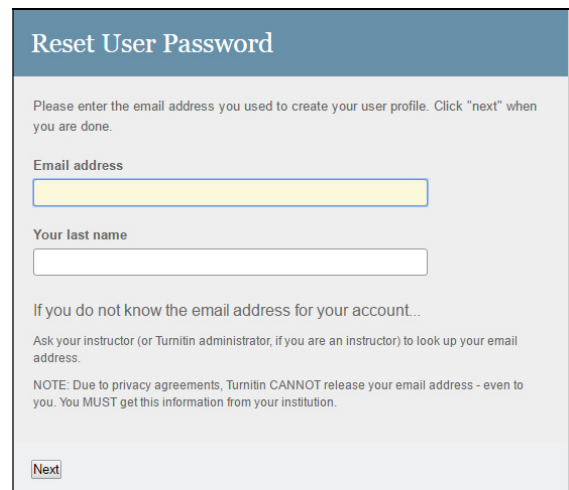 Reset User Password
Please enter the email address you used to create your user profile. Click "next" when
you are done.
Email address
Your last name
If you do not know the email address for your account...
Ask your instructor (or Turnitin administrator, if you are an instructor) to look up your email
address.
NOTE: Due to privacy agreements, Turnitin CANNOT release your email address - even to
you. You MUST get this information from your institution.
Next